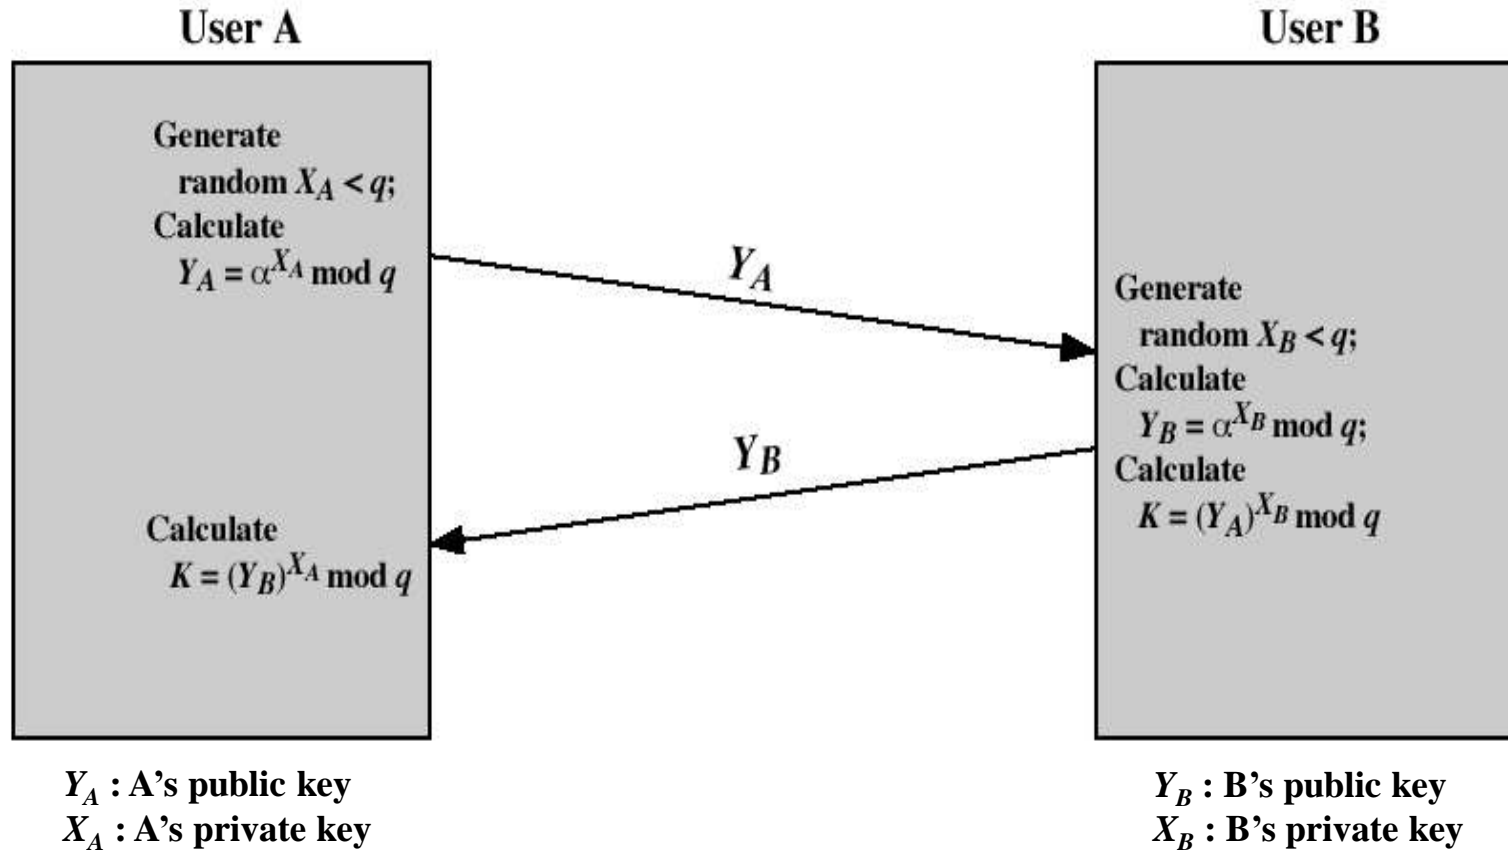 User A
Generate
random X_A < q;
Calculate
Y_A = α^{X_A} mod q
Calculate
K = (Y_B)^{X_A} mod q
Y_A
Y_B
User B
Generate
random X_B < q;
Calculate
Y_B = α^{X_B} mod q;
Calculate
K = (Y_A)^{X_B} mod q
Y_A : A’s public key
X_A : A’s private key
Y_B : B’s public key
X_B : B’s private key